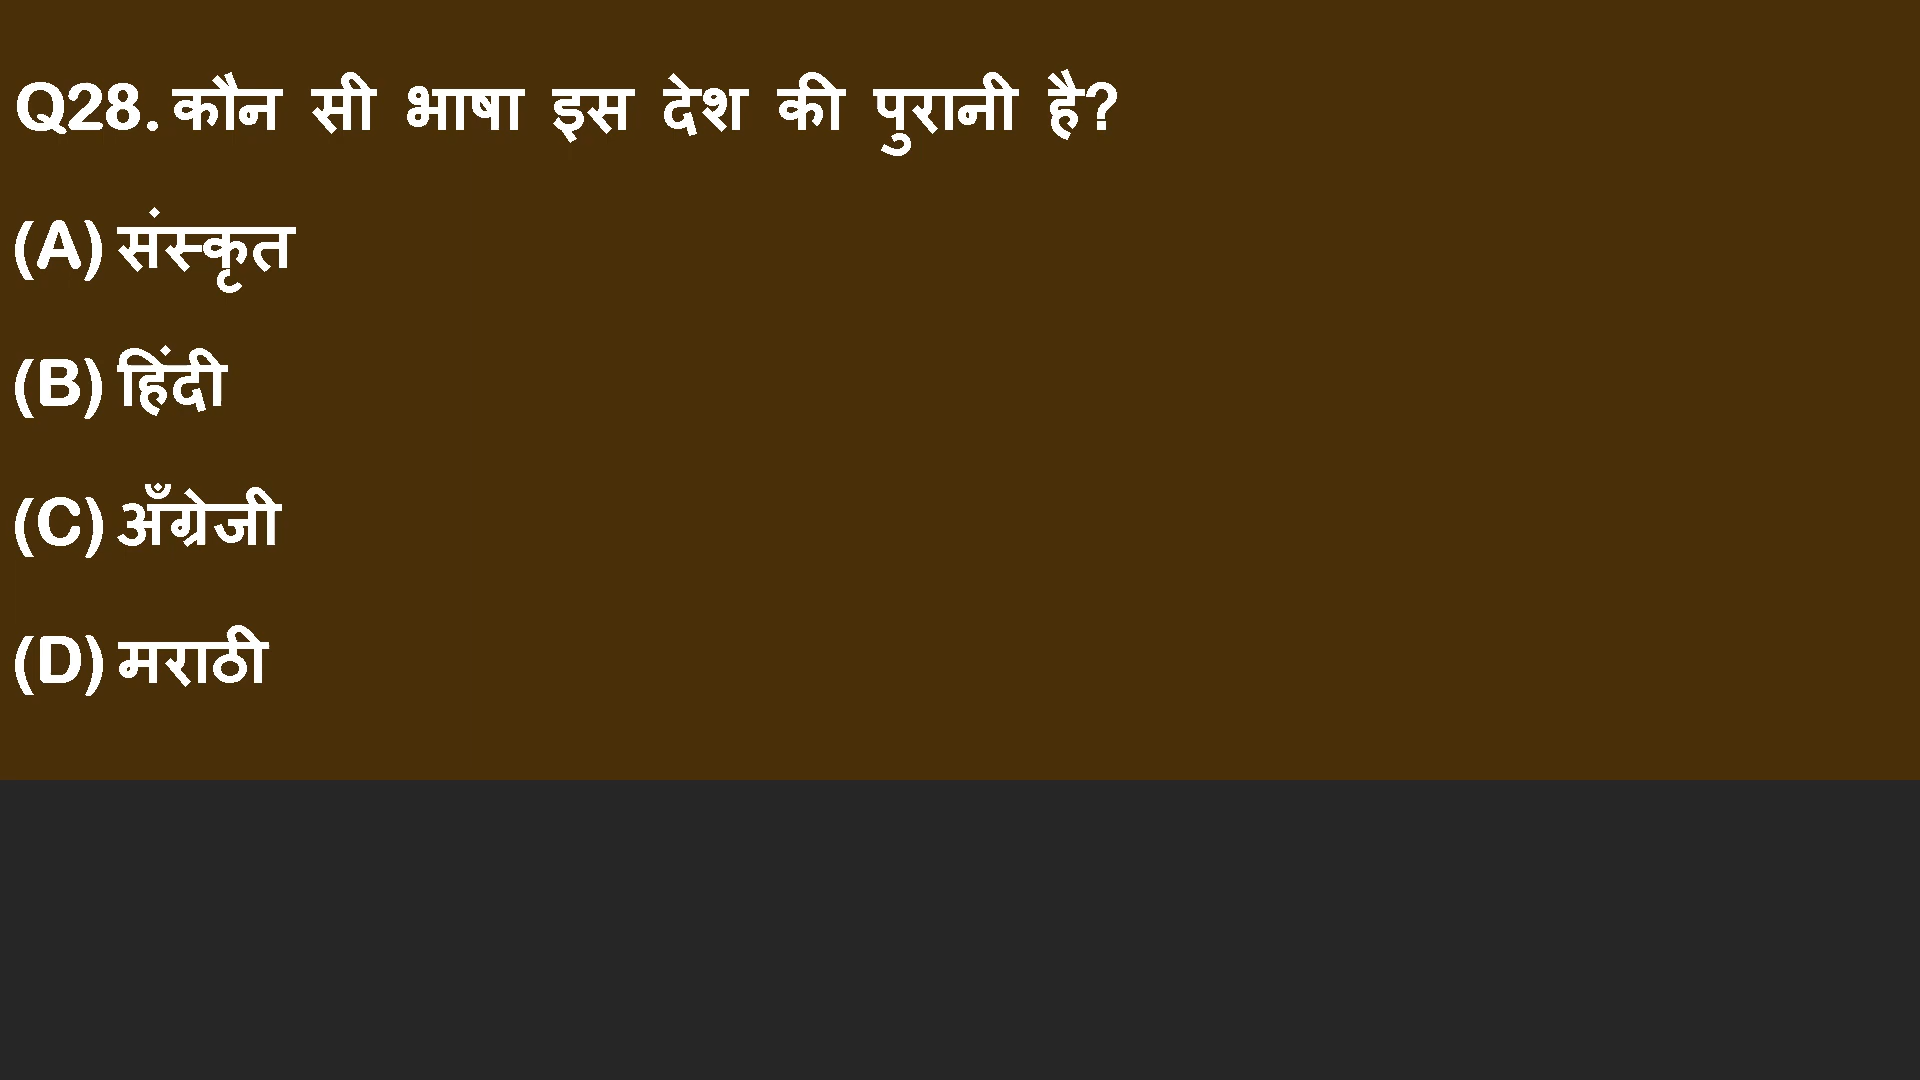 Q28. कौन सी भाषा इस देश की पुरानी है?
(A) संस्कृत
(B) हिंदी
(C) अँग्रेजी
(D) मराठी